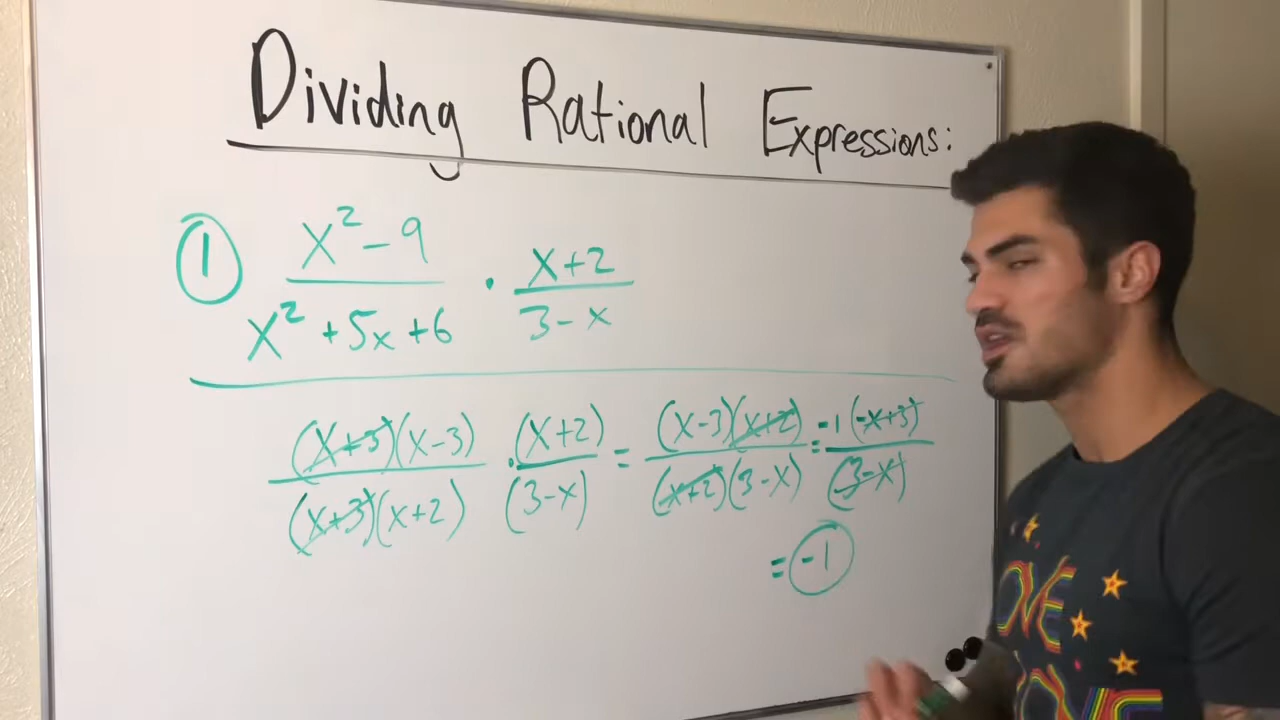 Dividing Rational Expressions:
① x² - 9 / x² + 5x + 6 · x + 2 / 3 - x
(x+3)(x-3) / (x+3)(x+2) · (x+2) / (3-x) = (x-3)(x+2) / (x+2)(3-x) = -1(-x+3) / (3-x)
= -1
LOVE